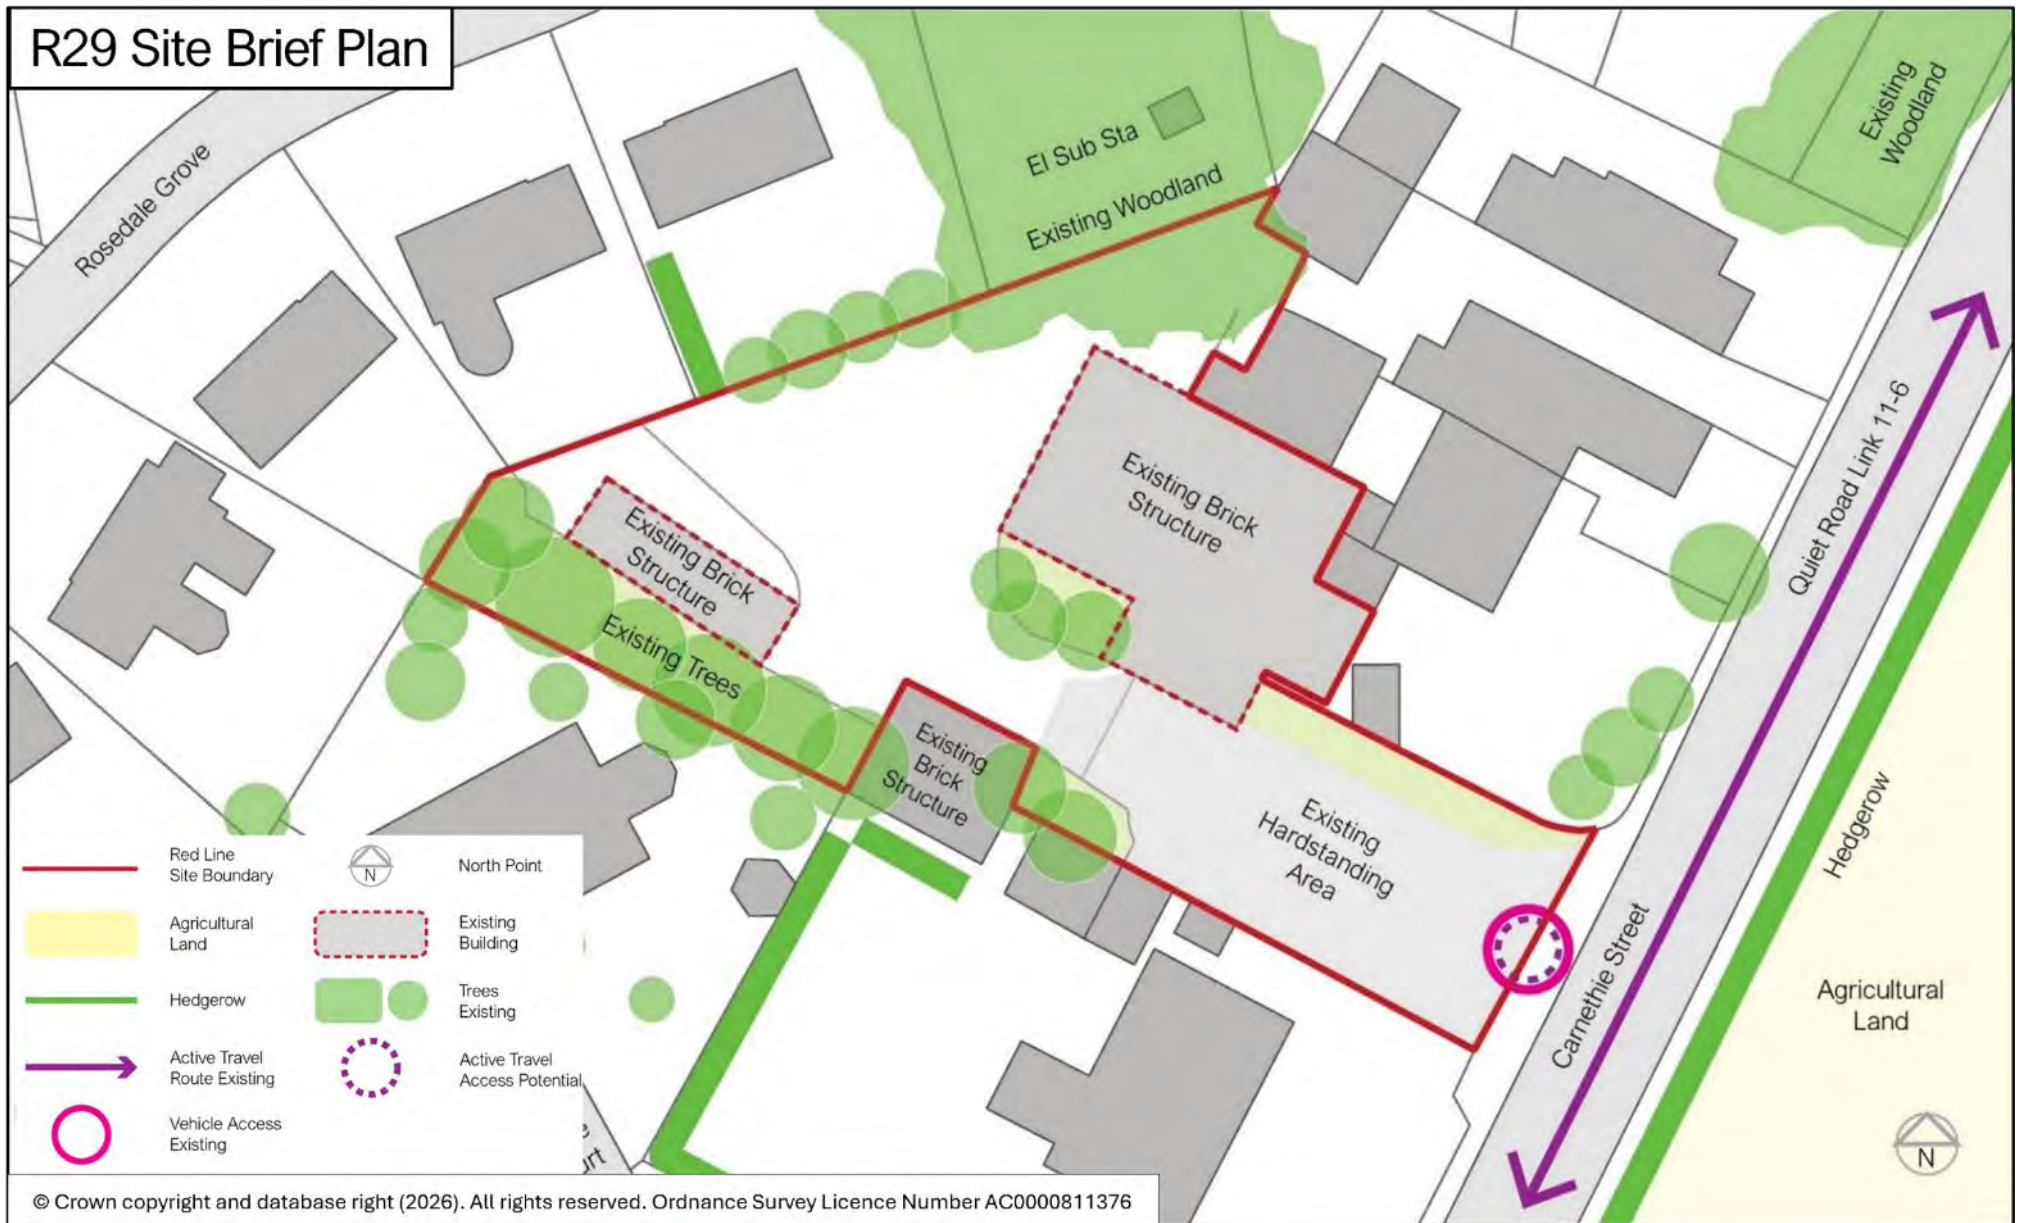 R29 Site Brief Plan
Rosedale Grove
El Sub Sta
Existing Woodland
Existing
Woodland
Existing Brick
Structure
Existing Brick
Structure
Existing Trees
Existing
Brick
Structure
Existing
Hardstanding
Area
Quiet Road Link 11-6
Carnethie Street
Hedgerow
Agricultural
Land
N
Red Line
Site Boundary
North Point
N
Agricultural
Land
Existing
Building
Hedgerow
Trees
Existing
Active Travel
Route Existing
Active Travel
Access Potential
Vehicle Access
Existing
© Crown copyright and database right (2026). All rights reserved. Ordnance Survey Licence Number AC0000811376